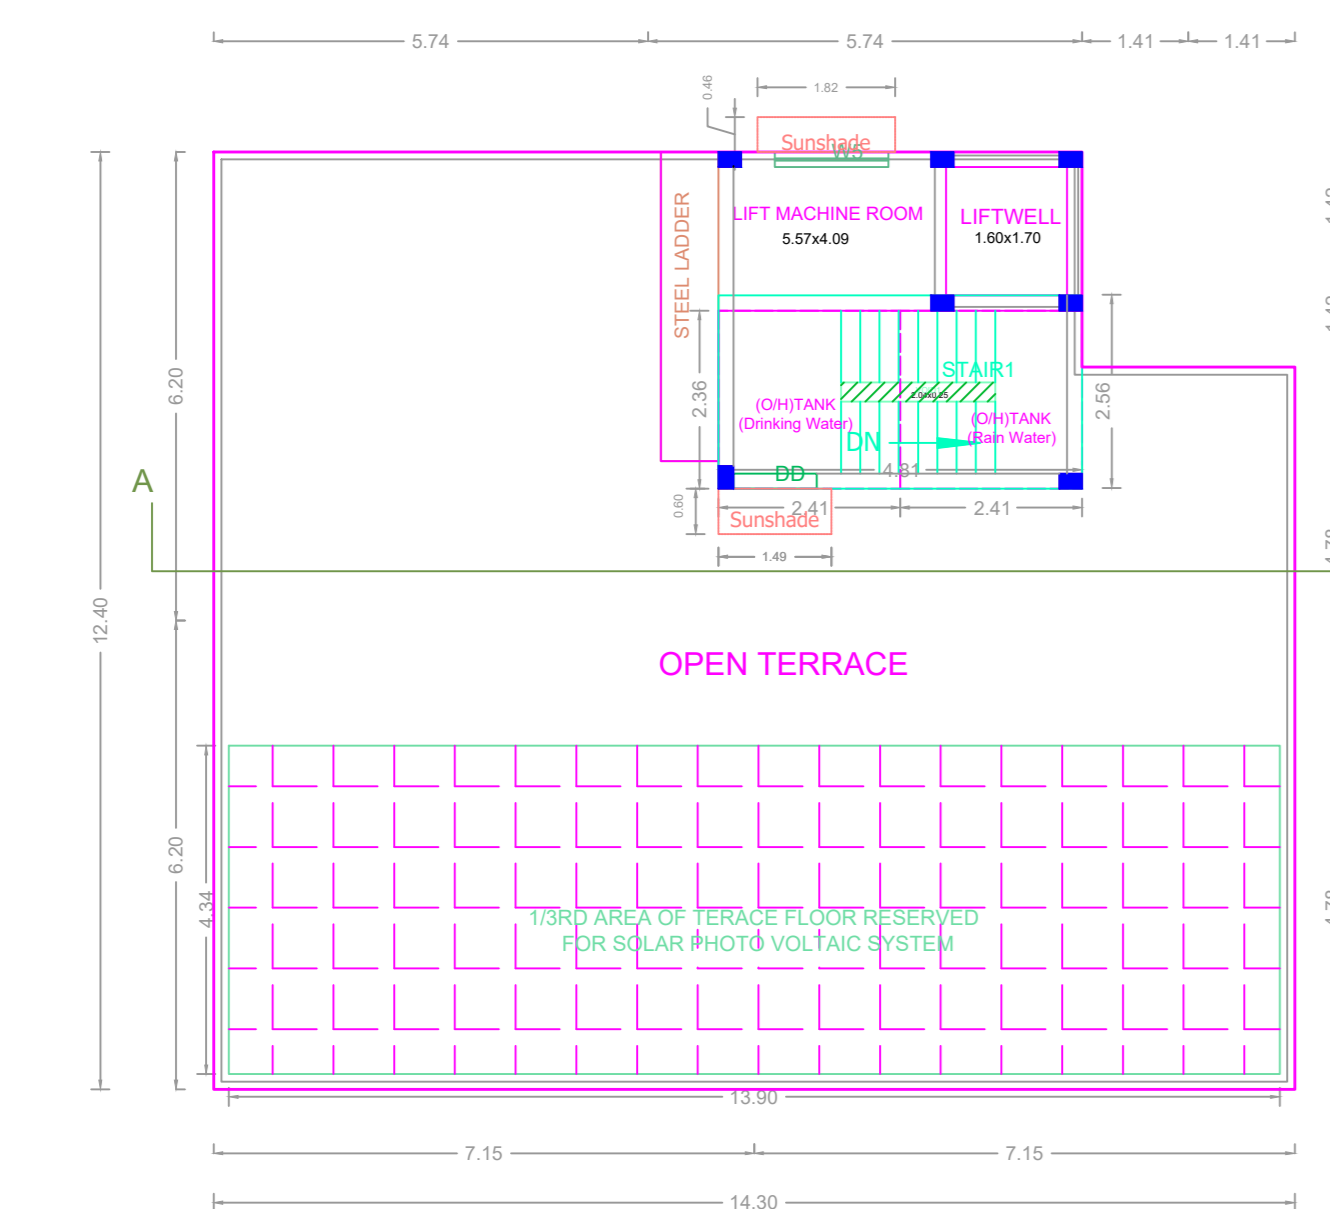 5.74
5.74
1.41
1.41
0.46
1.82
Sunshade
W5
STEEL LADDER
LIFT MACHINE ROOM
5.57x4.09
LIFTWELL
1.60x1.70
6.20
2.36
STAIR1
2.56
(O/H)TANK
(Drinking Water)
2.04x0.25
(O/H)TANK
(Rain Water)
DN
A
DD
4.81
0.60
Sunshade
2.41
2.41
1.49
12.40
OPEN TERRACE
6.20
4.34
1/3RD AREA OF TERACE FLOOR RESERVED
FOR SOLAR PHOTO VOLTAIC SYSTEM
13.90
7.15
7.15
14.30